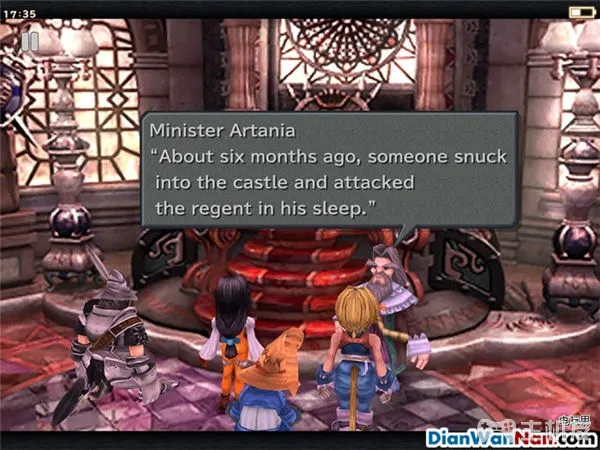 17:35
Minister Artania
“About six months ago, someone snuck
into the castle and attacked
the regent in his sleep.”
DianWanNan.com